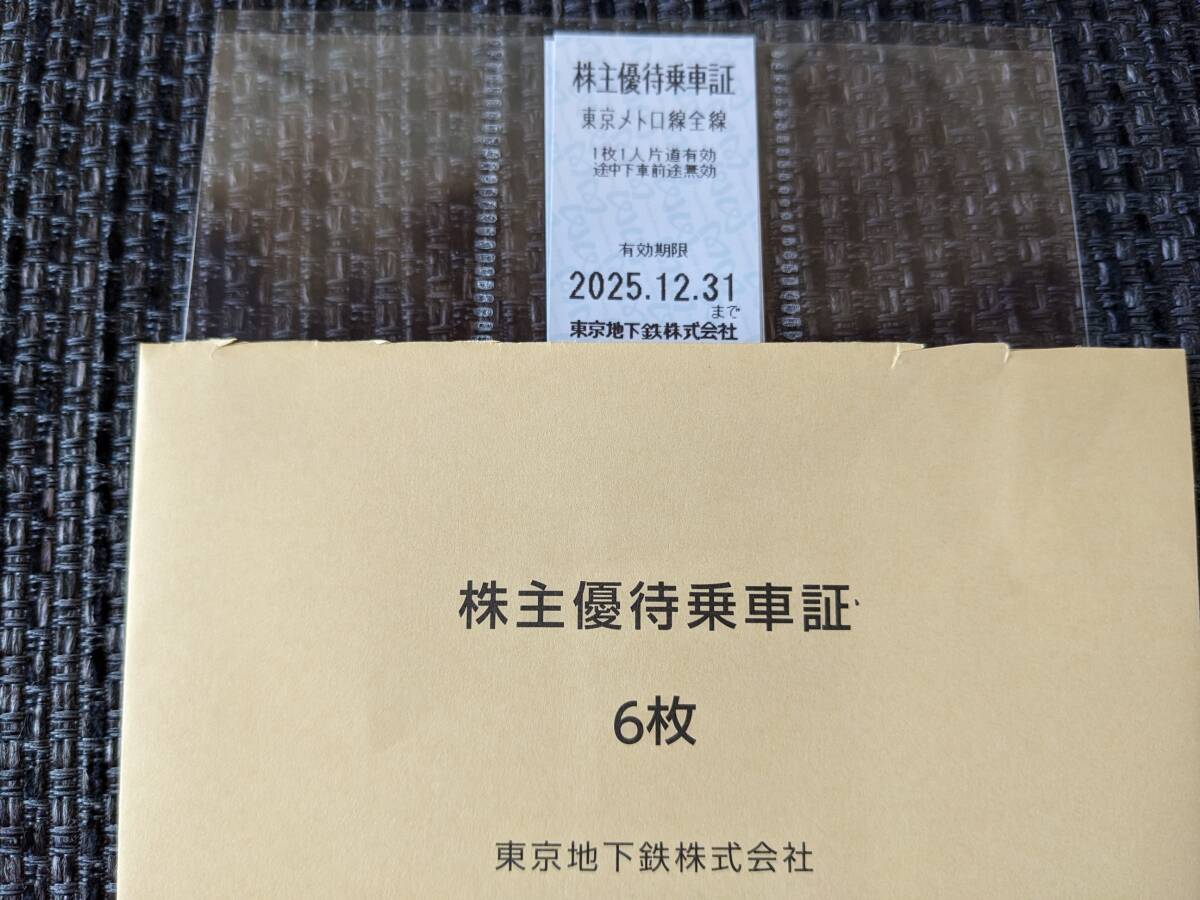 株主優待乗車証
東京メトロ線全線
1枚1人片道有効
途中下車前途無効
有効期限
2025.12.31
まで
東京地下鉄株式会社
株主優待乗車証
6枚
東京地下鉄株式会社